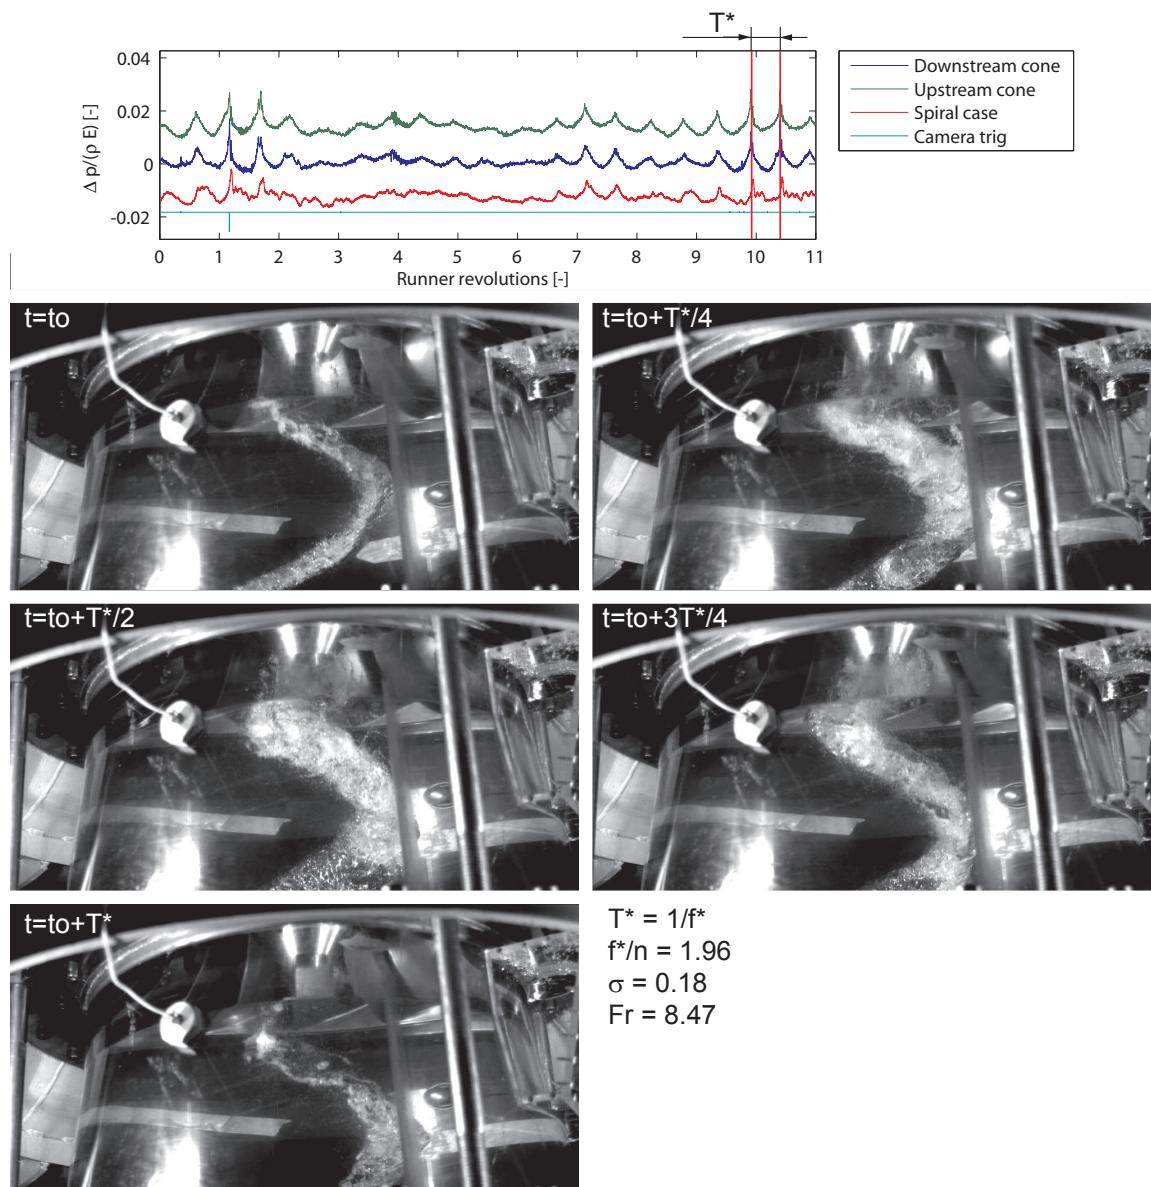 T*
0.04
0.02
0
-0.02
Δ p/(ρ E) [-]
0 1 2 3 4 5 6 7 8 9 10 11
Runner revolutions [-]
Downstream cone
Upstream cone
Spiral case
Camera trig
t=to
t=to+T*/4
t=to+T*/2
t=to+3T*/4
t=to+T*
T* = 1/f*
f*/n = 1.96
σ = 0.18
Fr = 8.47